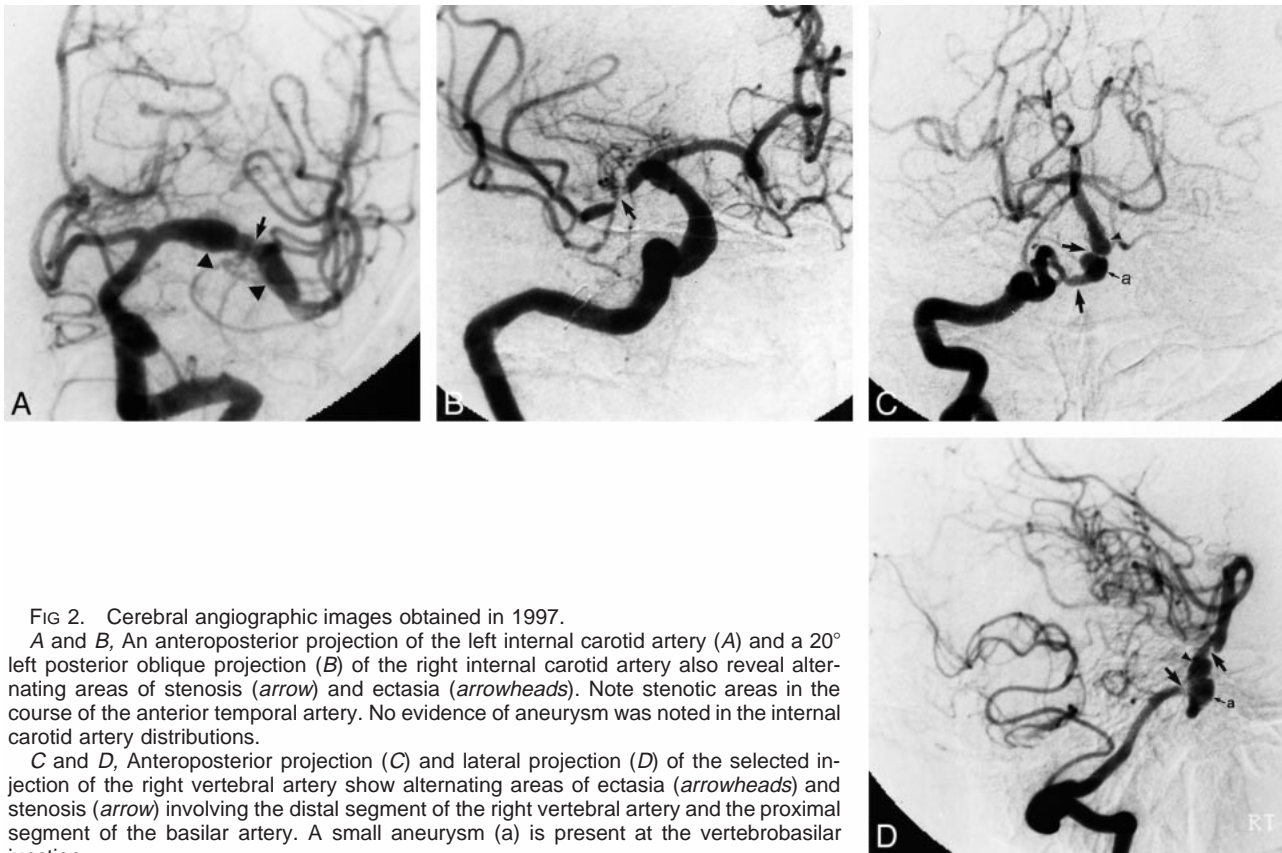 A
B
C
a
FIG 2. Cerebral angiographic images obtained in 1997.
A and B, An anteroposterior projection of the left internal carotid artery (A) and a 20°
left posterior oblique projection (B) of the right internal carotid artery also reveal alter-
nating areas of stenosis (arrow) and ectasia (arrowheads). Note stenotic areas in the
course of the anterior temporal artery. No evidence of aneurysm was noted in the internal
carotid artery distributions.
C and D, Anteroposterior projection (C) and lateral projection (D) of the selected in-
jection of the right vertebral artery show alternating areas of ectasia (arrowheads) and
stenosis (arrow) involving the distal segment of the right vertebral artery and the proximal
segment of the basilar artery. A small aneurysm (a) is present at the vertebrobasilar
a
D
RT